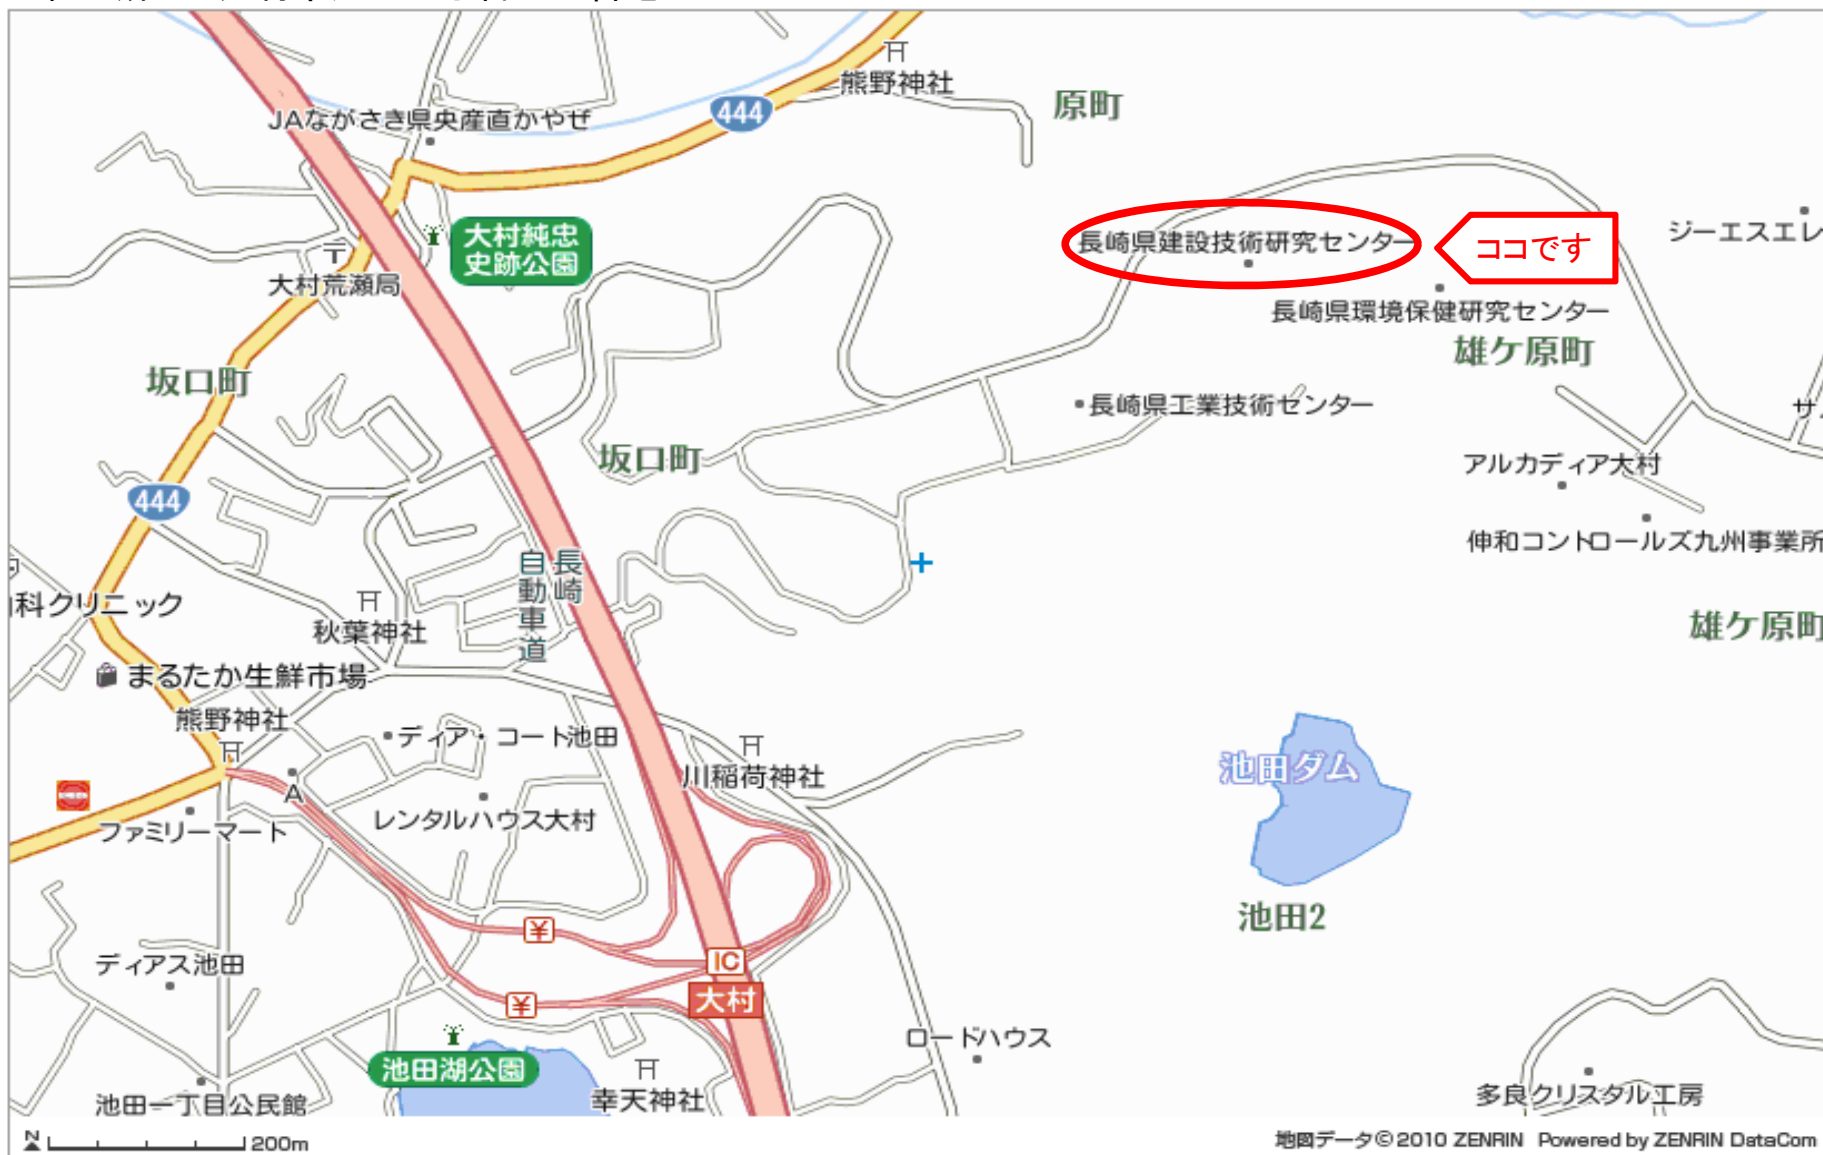 熊野神社
444
原町
JAながさき県央産直かやぜ
大村純忠
史跡公園
長崎県建設技術研究センター
ココです
ジーエスエレ
大村荒瀬局
長崎県環境保健研究センター
雄ケ原町
坂口町
長崎県工業技術センター
サ
坂口町
アルカディア大村
444
伸和コントロールズ九州事業所
長崎
自動車道
科クリニック
秋葉神社
雄ケ原町
まるたか生鮮市場
熊野神社
ディア・コート池田
川稲荷神社
池田ダム
A
ファミリーマート
レンタルハウス大村
池田2
¥
ディアス池田
IC
大村
¥
ロードハウス
池田湖公園
幸天神社
多良クリスタル工房
池田一丁目公民館
N
200m
地図データ©2010 ZENRIN Powered by ZENRIN DataCom